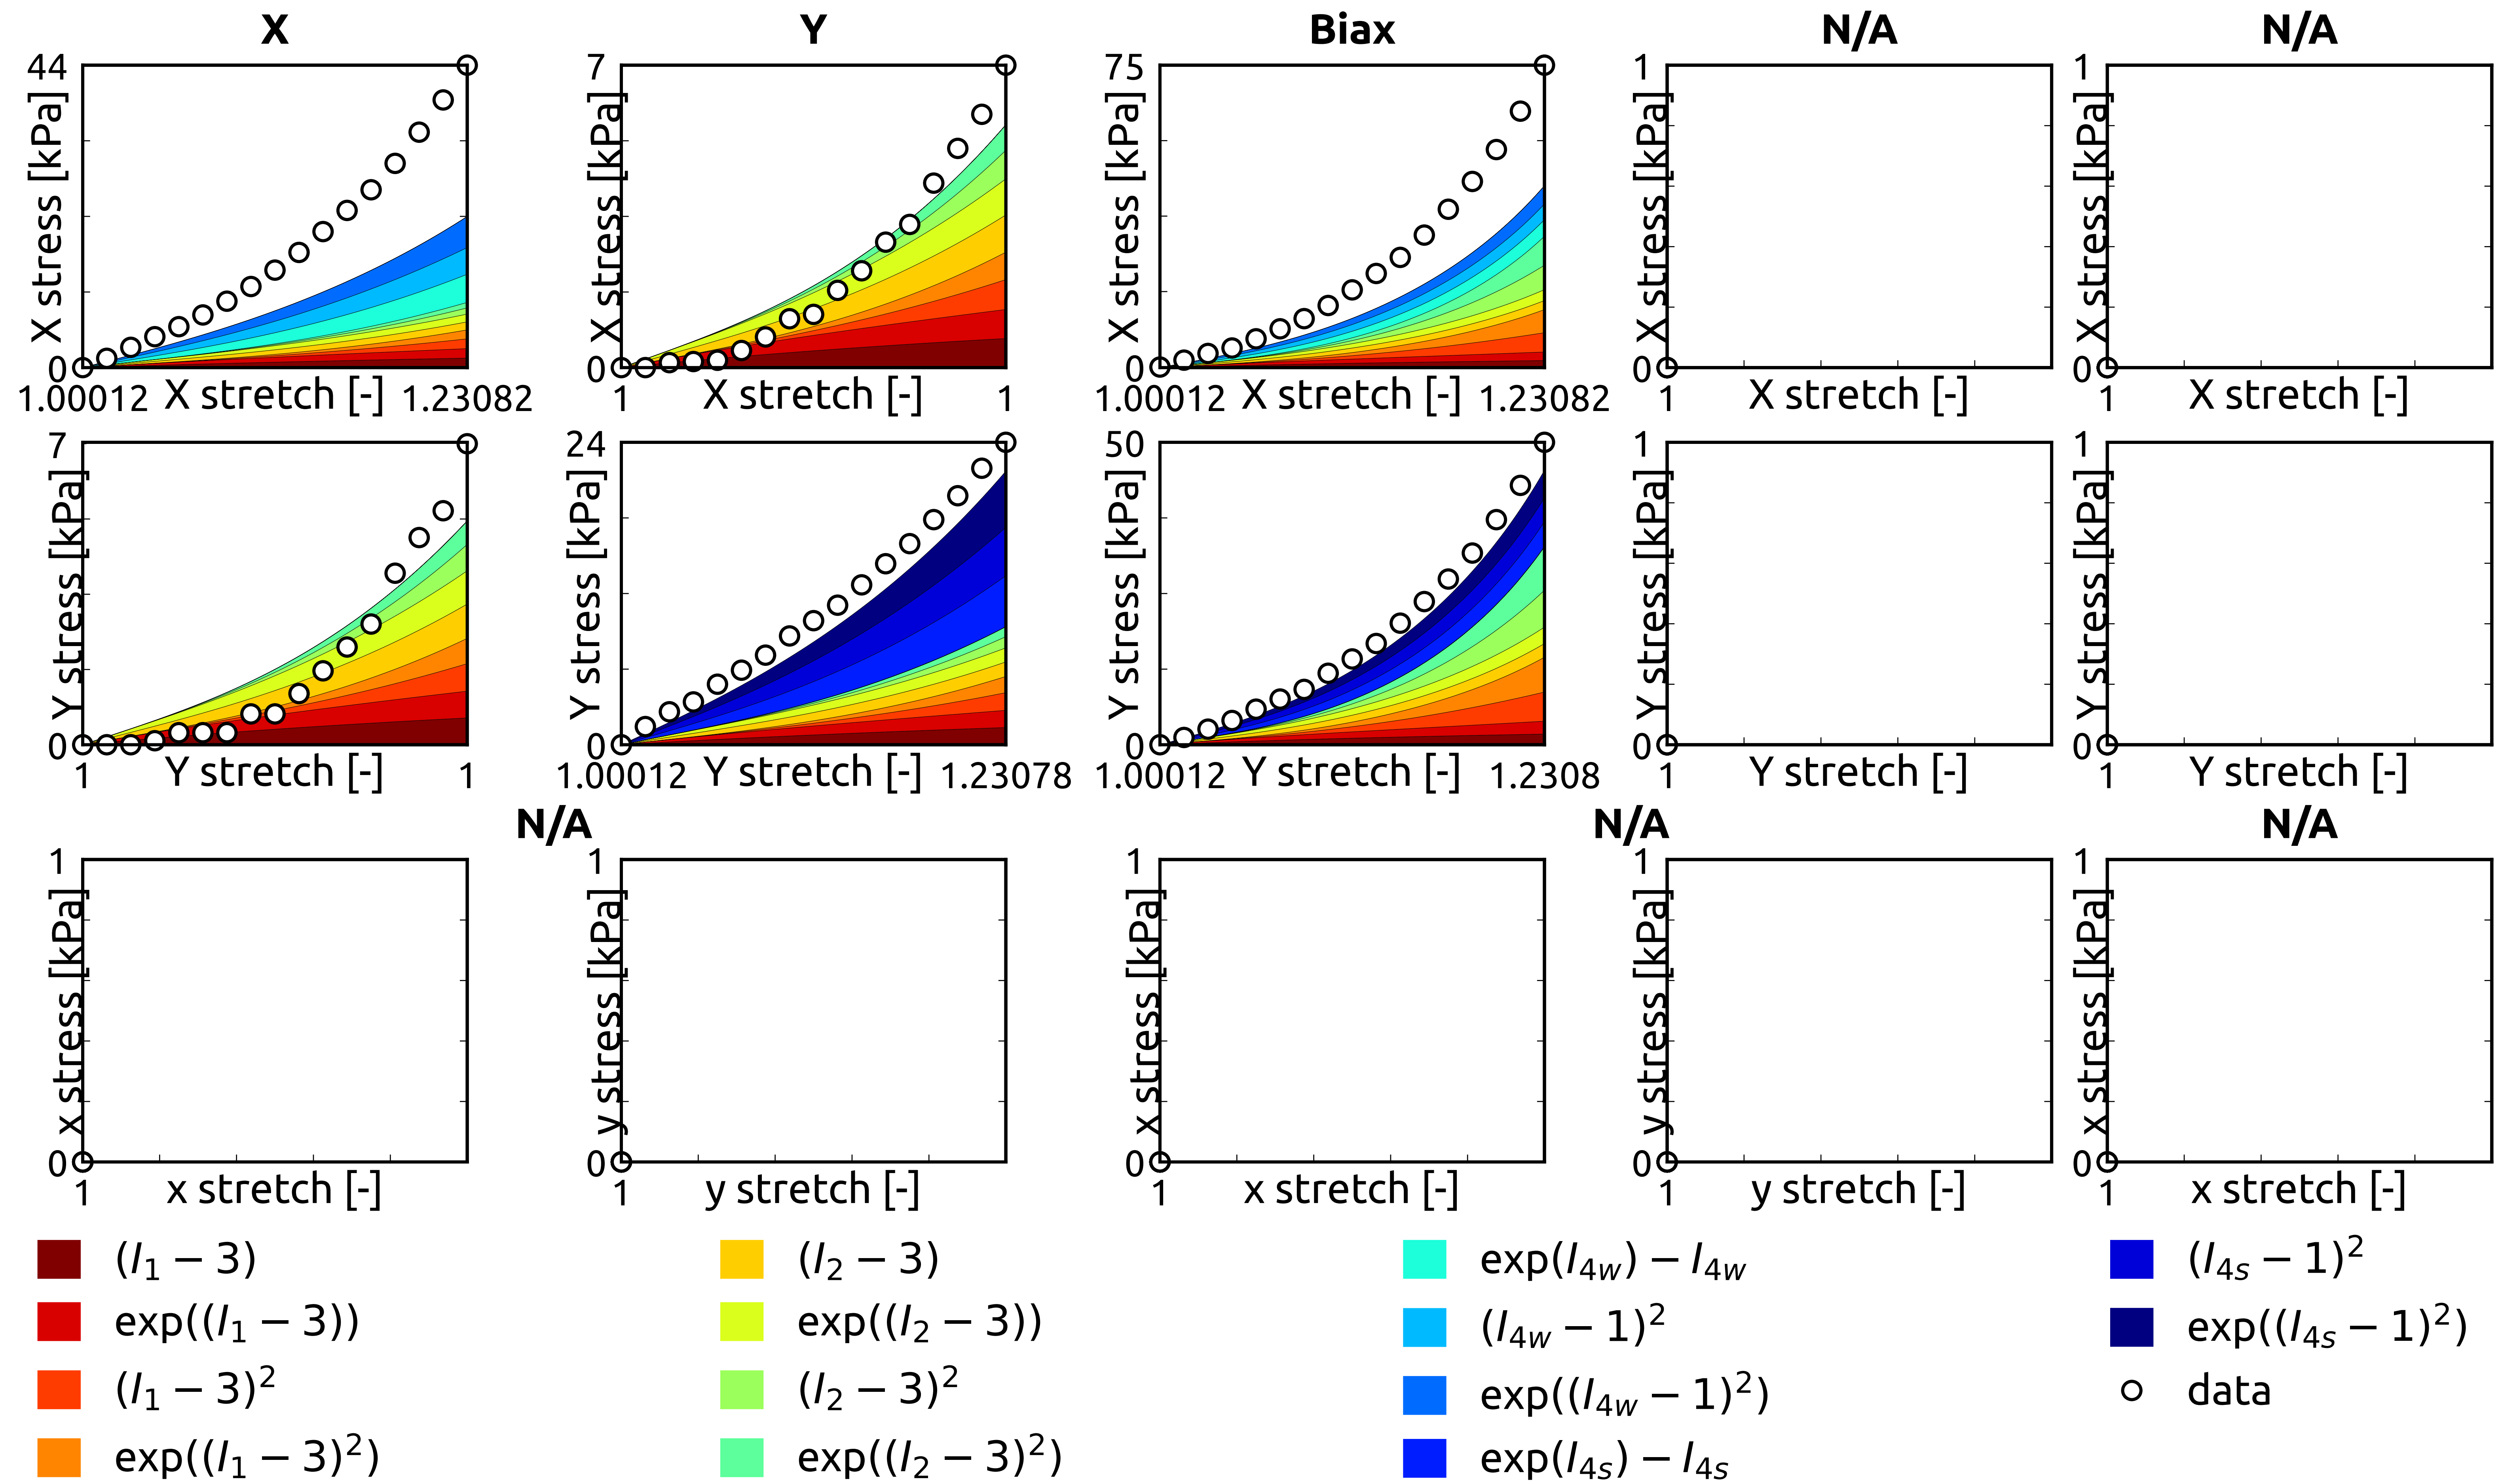 X Y Biax N/A N/A
44 7 75 1 1
X stress [kPa] X stress [kPa] X stress [kPa] X stress [kPa] X stress [kPa]
0 0 0 0 0
1.00012 X stretch [-] 1.23082 1 X stretch [-] 1 1.00012 X stretch [-] 1.23082 1 X stretch [-] 1 X stretch [-]
7 24 50 1 1
Y stress [kPa] Y stress [kPa] Y stress [kPa] Y stress [kPa] Y stress [kPa]
0 0 0 0 0
1 Y stretch [-] 1 1.00012 Y stretch [-] 1.23078 1.00012 Y stretch [-] 1.2308 1 Y stretch [-] 1 Y stretch [-]
N/A N/A N/A
1 1 1 1 1
x stress [kPa] y stress [kPa] x stress [kPa] y stress [kPa] x stress [kPa]
0 0 0 0 0
1 x stretch [-] 1 y stretch [-] 1 x stretch [-] 1 y stretch [-] 1 x stretch [-]
(I₁ − 3)
exp((I₁ − 3))
(I₁ − 3)²
exp((I₁ − 3)²)
(I₂ − 3)
exp((I₂ − 3))
(I₂ − 3)²
exp((I₂ − 3)²)
exp(I₄w) − I₄w
(I₄w − 1)²
exp((I₄w − 1)²)
exp(I₄s) − I₄s
(I₄s − 1)²
exp((I₄s − 1)²)
data